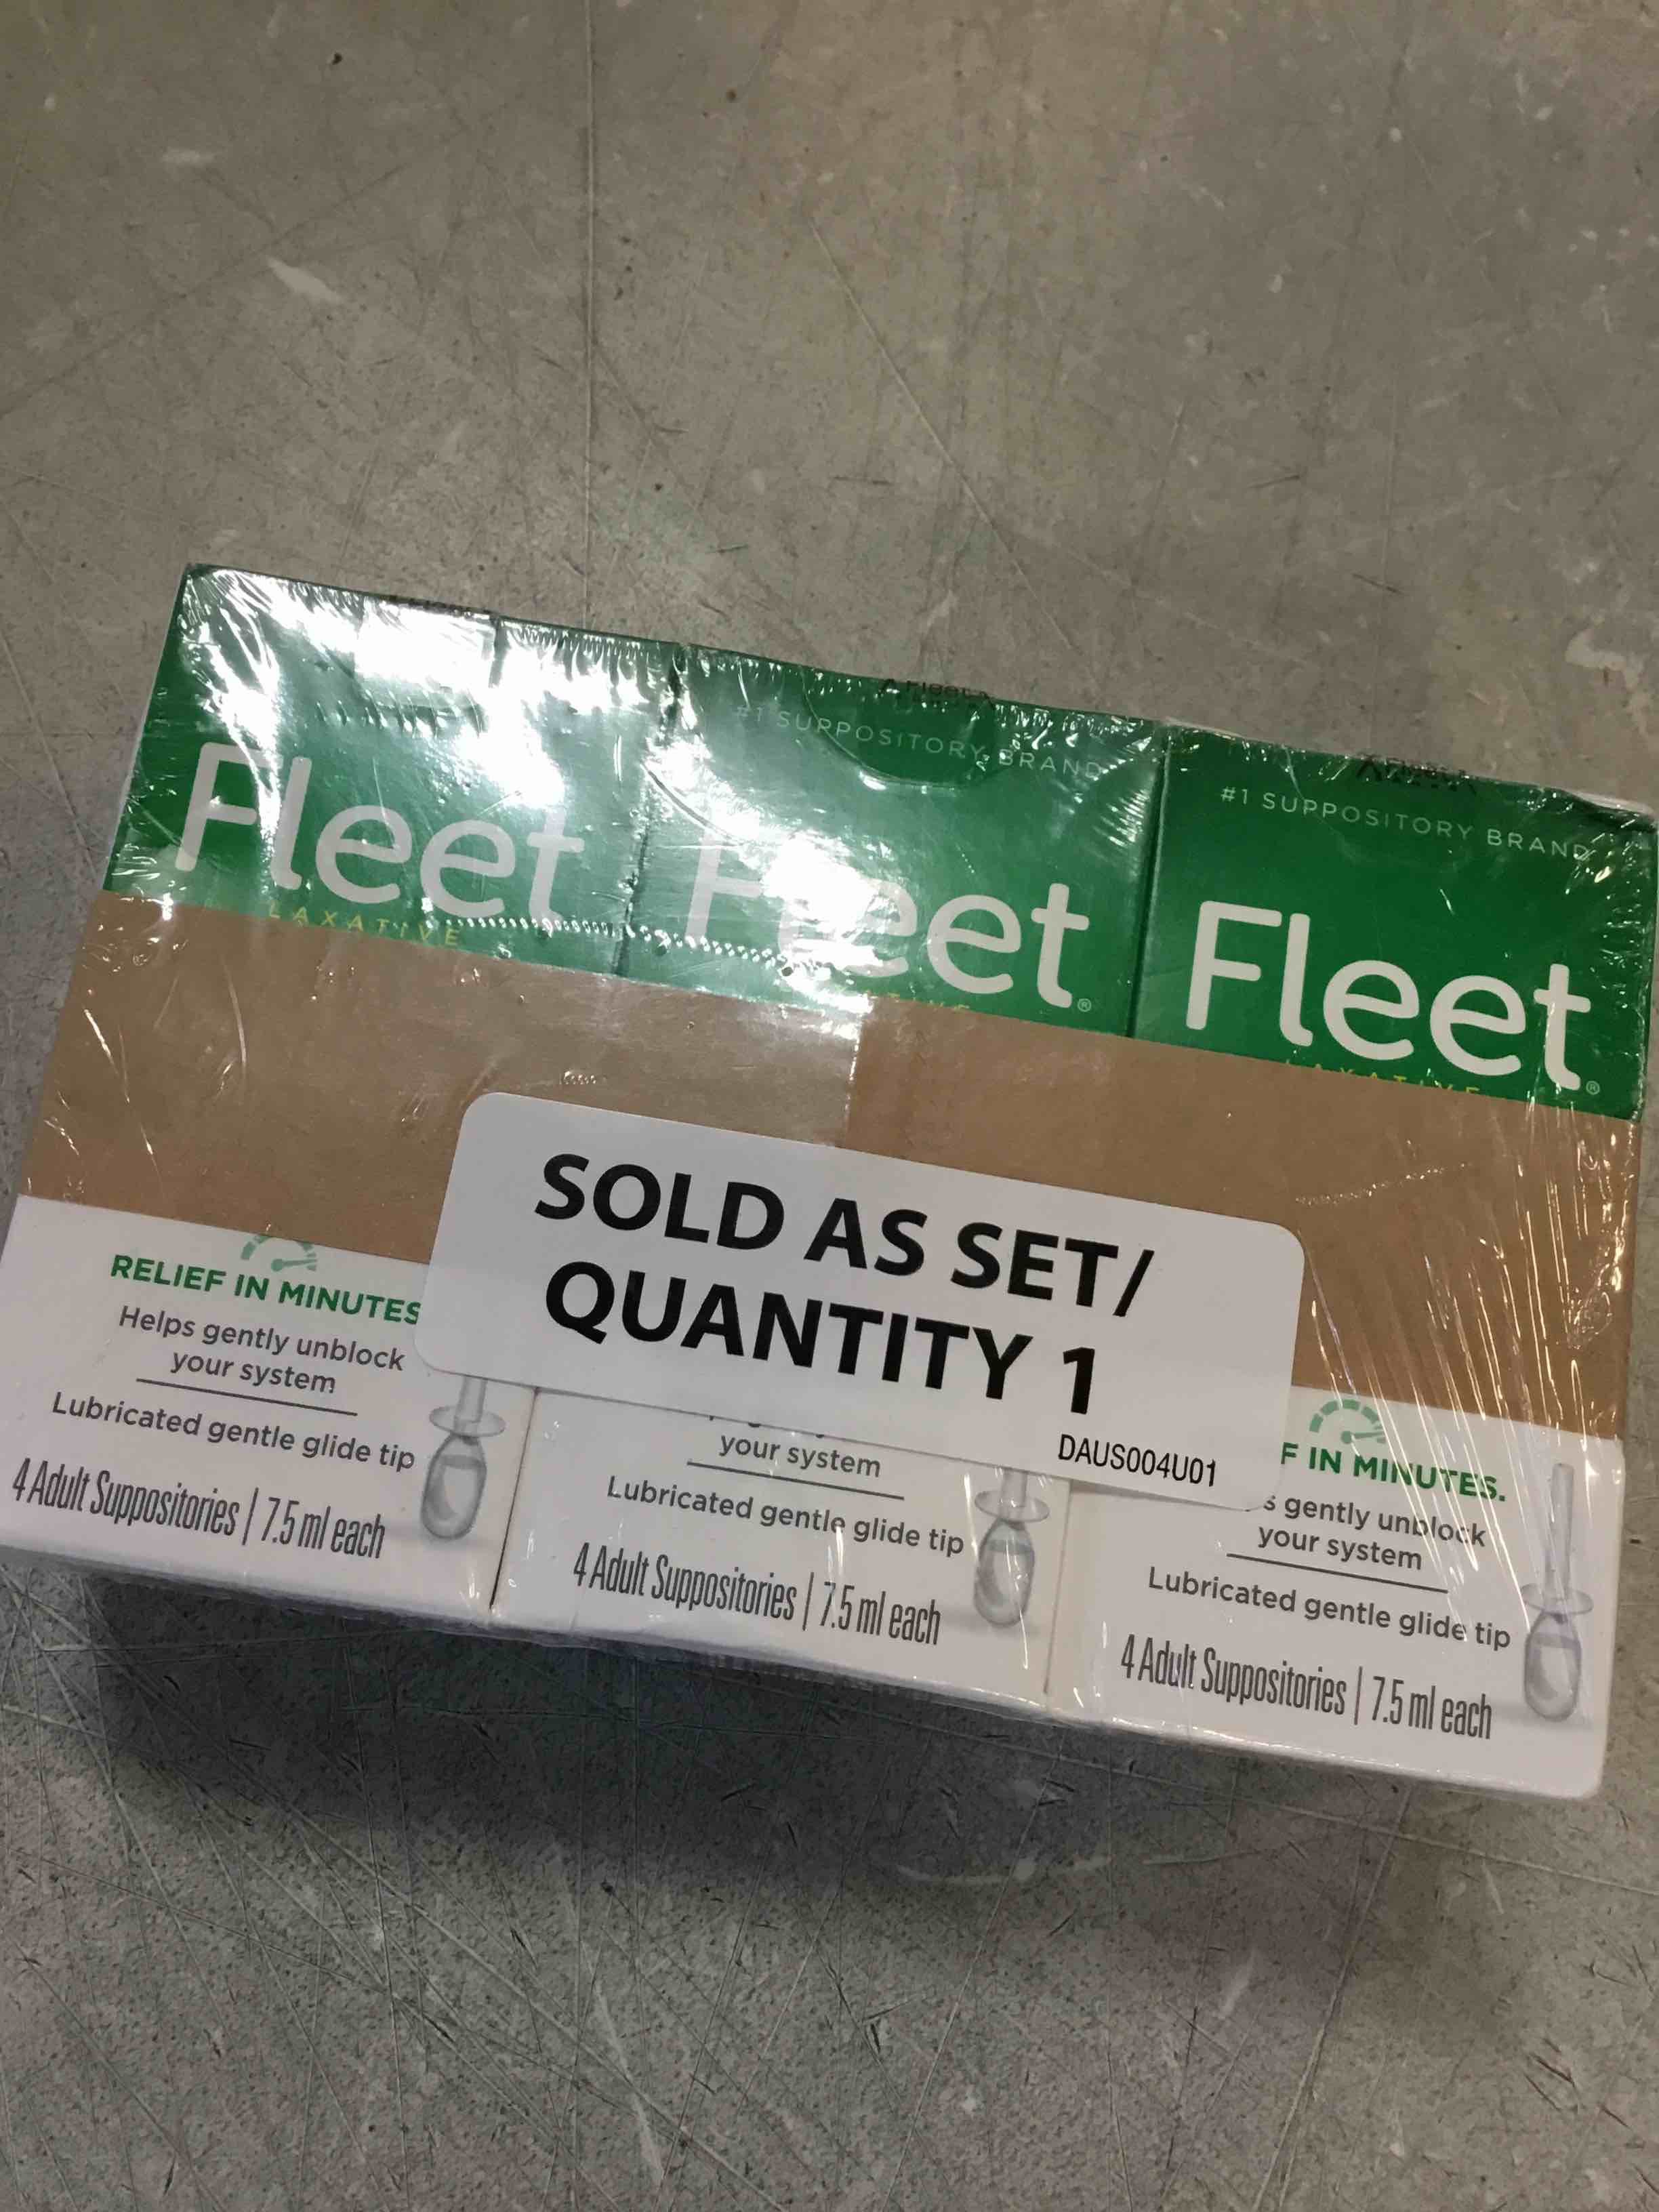 Fleet
LAXATIVE
RELIEF IN MINUTES
Helps gently unblock
your system
Lubricated gentle glide tip
4 Adult Suppositories | 7.5 ml each
#1 SUPPOSITORY BRAND
Fleet®
your system
Lubricated gentle glide tip
4 Adult Suppositories | 7.5 ml each
#1 SUPPOSITORY BRAND
Fleet®
LAXATIVE
F IN MINUTES.
s gently unblock
your system
Lubricated gentle glide tip
4 Adult Suppositories | 7.5 ml each
SOLD AS SET/
QUANTITY 1
DAUS004U01